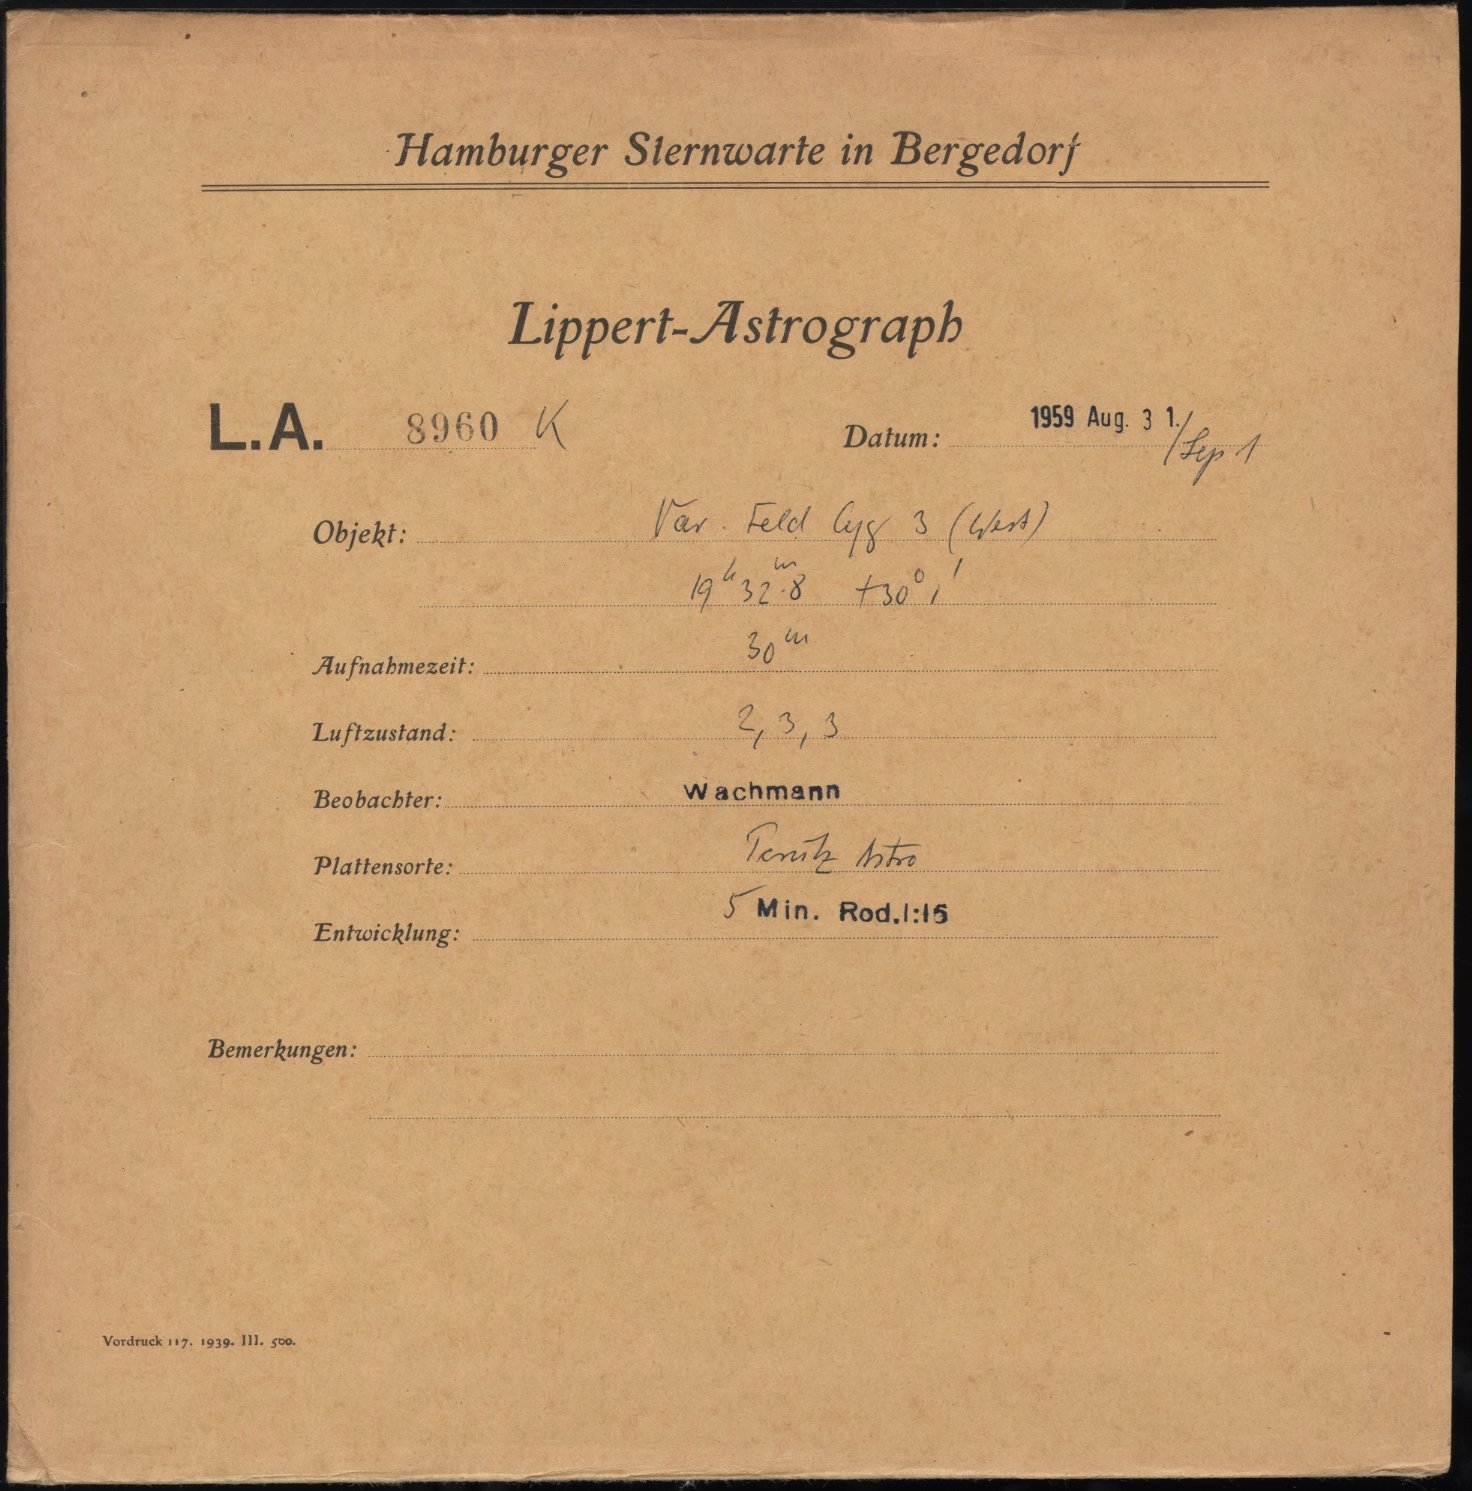 Hamburger Sternwarte in Bergedorf
Lippert-Astrograph
L.A. 8960 K Datum: 1959 Aug. 31./Sep 1
Objekt: Var. Feld Cyg 3 (West)
19h 32m.8 +30° 1'
Aufnahmezeit: 30m
Luftzustand: 2, 3, 3
Beobachter: Wachmann
Plattensorte: Perutz Astro
Entwicklung: 5 Min. Rod. 1:15
Bemerkungen:
Vordruck 117. 1939. III. 500.